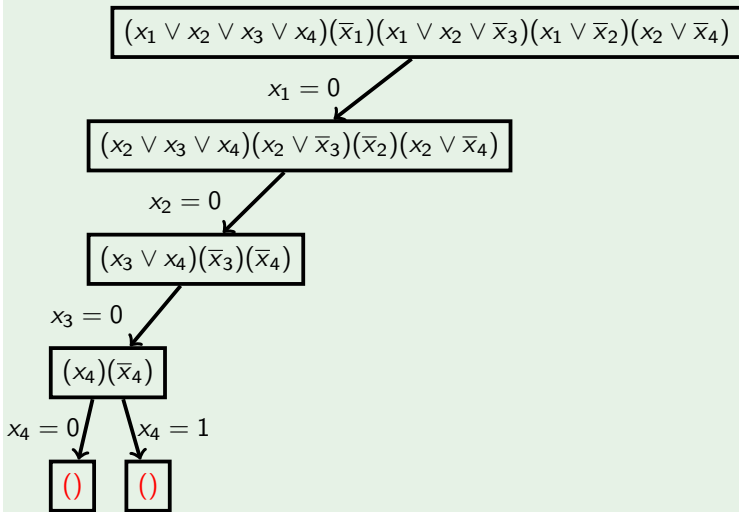 (x₁ ∨ x₂ ∨ x₃ ∨ x₄)(x̅₁)(x₁ ∨ x₂ ∨ x̅₃)(x₁ ∨ x̅₂)(x₂ ∨ x̅₄)
x₁ = 0
(x₂ ∨ x₃ ∨ x₄)(x₂ ∨ x̅₃)(x̅₂)(x₂ ∨ x̅₄)
x₂ = 0
(x₃ ∨ x₄)(x̅₃)(x̅₄)
x₃ = 0
(x₄)(x̅₄)
x₄ = 0 x₄ = 1
() ()